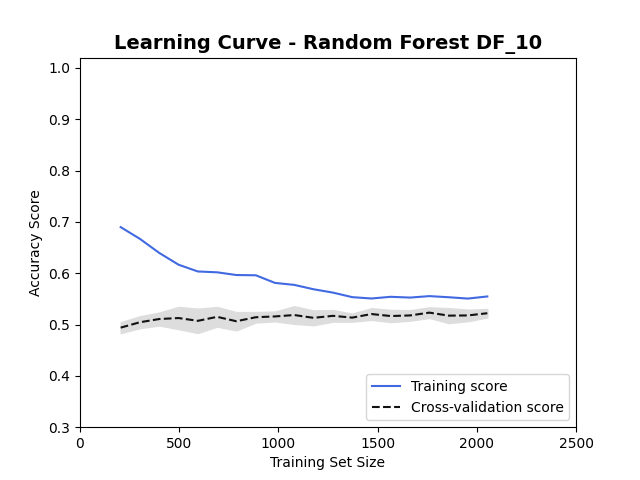 Learning Curve - Random Forest DF_10
1.0
0.9
0.8
0.7
0.6
0.5
0.4
0.3
Accuracy Score
Training score
Cross-validation score
0 500 1000 1500 2000 2500
Training Set Size